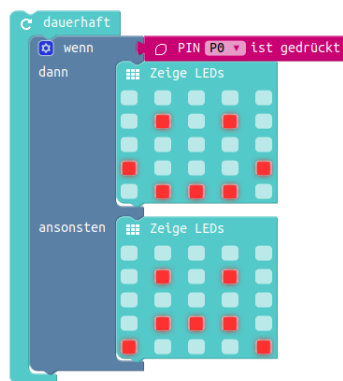 dauerhaft
wenn PIN P0 ist gedrückt
dann Zeige LEDs
ansonsten Zeige LEDs